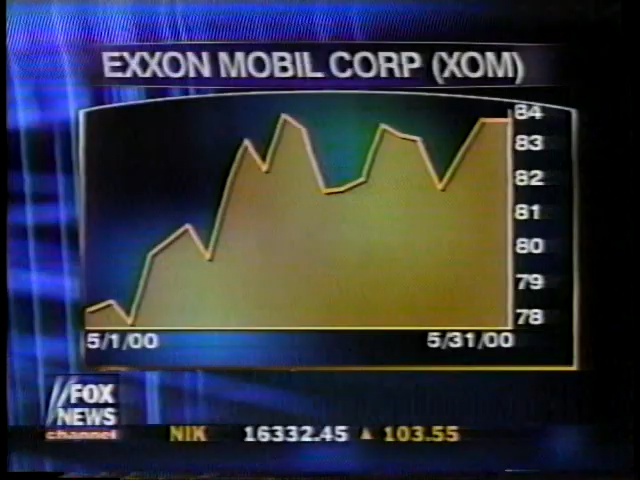 EXXON MOBIL CORP (XOM)
84
83
82
81
80
79
78
5/1/00 5/31/00
FOX
NEWS
channel
NIK 16332.45 ▲ 103.55